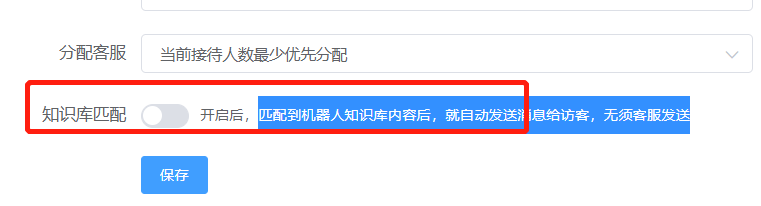 分配客服 当前接待人数最少优先分配
知识库匹配 开启后，匹配到机器人知识库内容后，就自动发送消息给访客，无须客服发送
保存